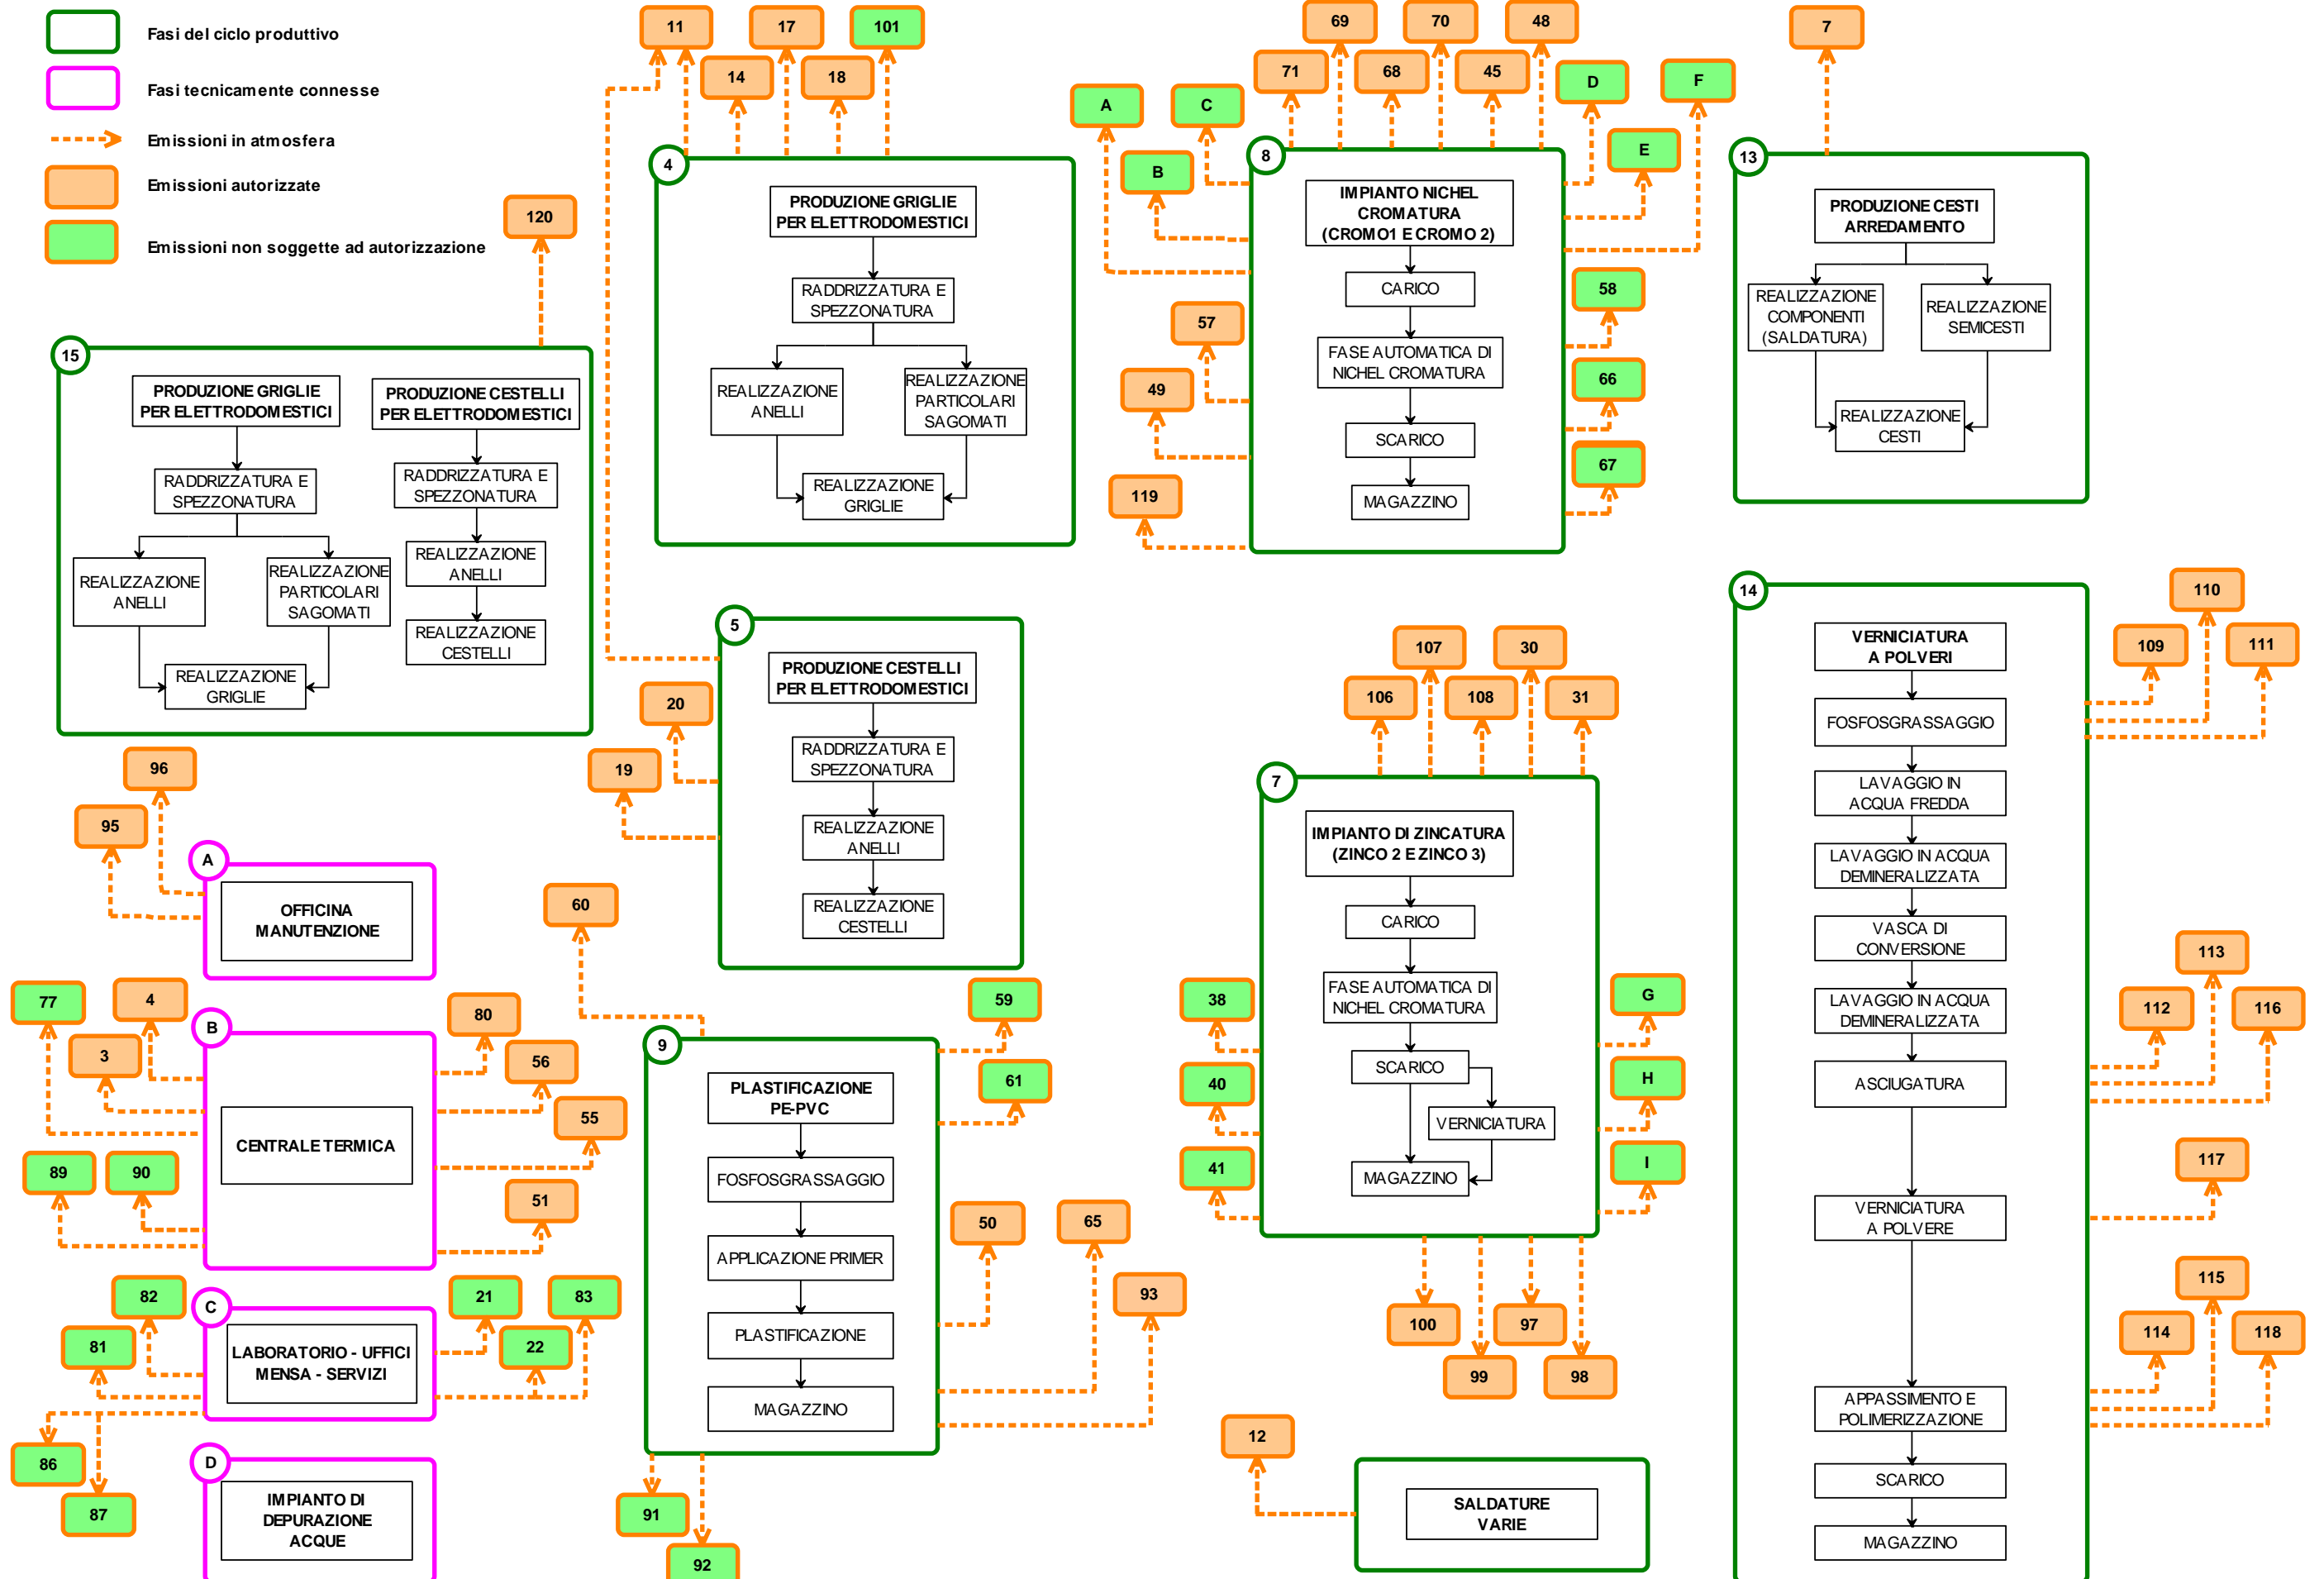 Fasi del ciclo produttivo
Fasi tecnicamente connesse
Emissioni in atmosfera
Emissioni autorizzate
Emissioni non soggette ad autorizzazione
120
15
PRODUZIONE GRIGLIE
PER ELETTRODOMESTICI
RADDRIZZATURA E
SPEZZONATURA
REALIZZAZIONE
ANELLI
REALIZZAZIONE
PARTICOLARI
SAGOMATI
REALIZZAZIONE
GRIGLIE
PRODUZIONE CESTELLI
PER ELETTRODOMESTICI
RADDRIZZATURA E
SPEZZONATURA
REALIZZAZIONE
ANELLI
REALIZZAZIONE
CESTELLI
11
17
101
14
18
4
PRODUZIONE GRIGLIE
PER ELETTRODOMESTICI
RADDRIZZATURA E
SPEZZONATURA
REALIZZAZIONE
ANELLI
REALIZZAZIONE
PARTICOLARI
SAGOMATI
REALIZZAZIONE
GRIGLIE
69
70
48
71
68
45
A
C
D
F
B
E
8
IMPIANTO NICHEL
CROMATURA
(CROMO1 E CROMO 2)
CARICO
FASE AUTOMATICA DI
NICHEL CROMATURA
SCARICO
MAGAZZINO
57
49
119
58
66
67
7
13
PRODUZIONE CESTI
ARREDAMENTO
REALIZZAZIONE
COMPONENTI
(SALDATURA)
REALIZZAZIONE
SEMICESTI
REALIZZAZIONE
CESTI
5
PRODUZIONE CESTELLI
PER ELETTRODOMESTICI
RADDRIZZATURA E
SPEZZONATURA
REALIZZAZIONE
ANELLI
REALIZZAZIONE
CESTELLI
20
19
107
30
106
108
31
7
IMPIANTO DI ZINCATURA
(ZINCO 2 E ZINCO 3)
CARICO
FASE AUTOMATICA DI
NICHEL CROMATURA
SCARICO
VERNICIATURA
MAGAZZINO
38
40
41
G
H
I
100
97
99
98
14
VERNICIATURA
A POLVERI
FOSFOSGRASSAGGIO
LAVAGGIO IN
ACQUA FREDDA
LAVAGGIO IN ACQUA
DEMINERALIZZATA
VASCA DI
CONVERSIONE
LAVAGGIO IN ACQUA
DEMINERALIZZATA
ASCIUGATURA
VERNICIATURA
A POLVERE
APPASSIMENTO E
POLIMERIZZAZIONE
SCARICO
MAGAZZINO
110
109
111
113
112
116
117
115
114
118
96
95
A
OFFICINA
MANUTENZIONE
77
4
3
80
56
55
B
CENTRALE TERMICA
89
90
51
82
81
21
83
22
C
LABORATORIO - UFFICI
MENSA - SERVIZI
86
87
D
IMPIANTO DI
DEPURAZIONE
ACQUE
60
59
61
9
PLASTIFICAZIONE
PE-PVC
FOSFOSGRASSAGGIO
APPLICAZIONE PRIMER
PLASTIFICAZIONE
MAGAZZINO
50
65
93
91
92
12
SALDATURE
VARIE